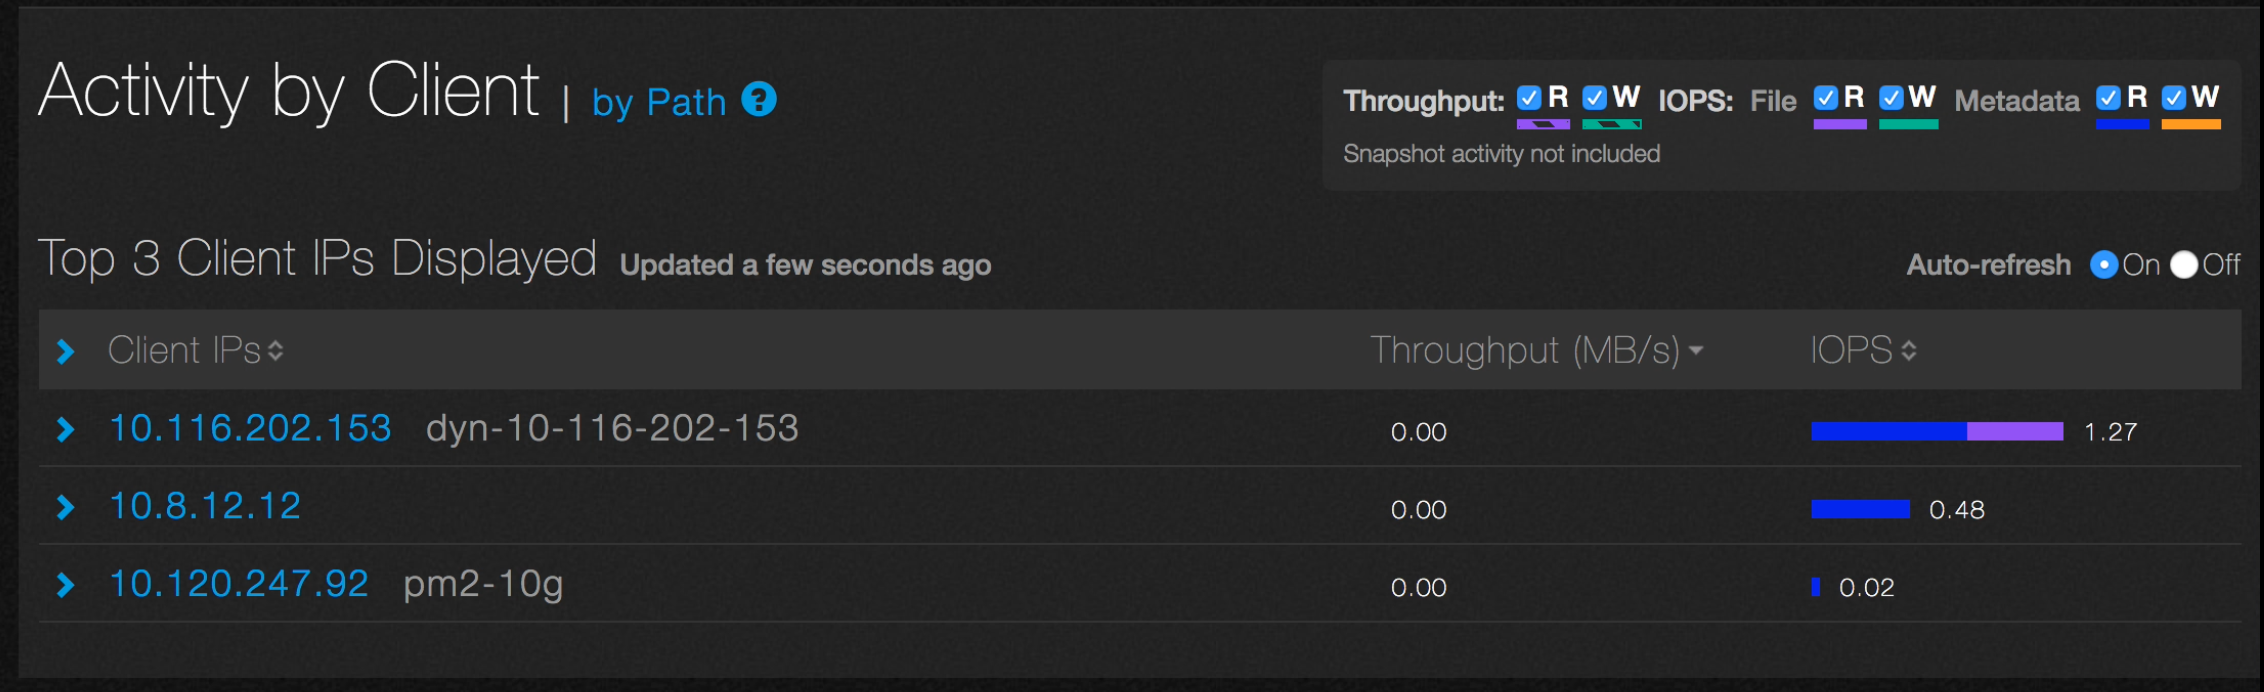 Activity by Client | by Path ?
Throughput: R W IOPS: File R W Metadata R W
Snapshot activity not included
Top 3 Client IPs Displayed Updated a few seconds ago
Auto-refresh On Off
Client IPs Throughput (MB/s) IOPS
10.116.202.153 dyn-10-116-202-153 0.00 1.27
10.8.12.12 0.00 0.48
10.120.247.92 pm2-10g 0.00 0.02